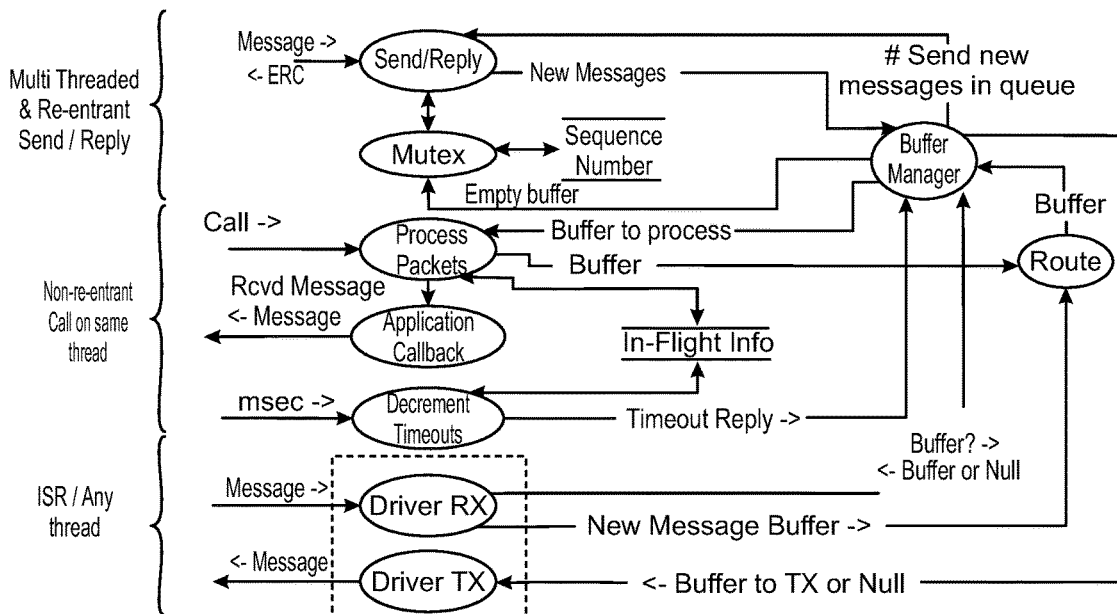 Multi Threaded
& Re-entrant
Send / Reply
Message ->
<- ERC
Send/Reply
New Messages
# Send new
messages in queue
Mutex
Sequence
Number
Buffer
Manager
Empty buffer
Non-re-entrant
Call on same
thread
Call ->
Process
Packets
Buffer to process
Buffer
Buffer
Route
Rcvd Message
<- Message
Application
Callback
In-Flight Info
msec ->
Decrement
Timeouts
Timeout Reply ->
Buffer? ->
<- Buffer or Null
ISR / Any
thread
Message ->
Driver RX
New Message Buffer ->
<- Message
Driver TX
<- Buffer to TX or Null